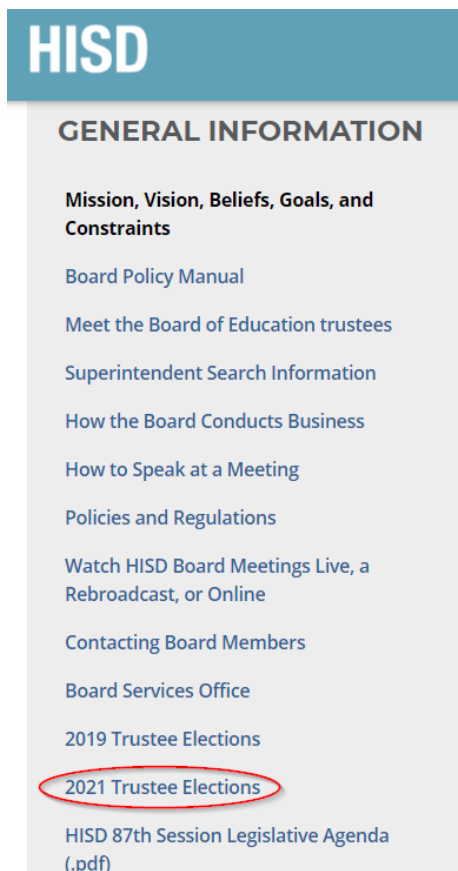 HISD
GENERAL INFORMATION
Mission, Vision, Beliefs, Goals, and
Constraints
Board Policy Manual
Meet the Board of Education trustees
Superintendent Search Information
How the Board Conducts Business
How to Speak at a Meeting
Policies and Regulations
Watch HISD Board Meetings Live, a
Rebroadcast, or Online
Contacting Board Members
Board Services Office
2019 Trustee Elections
2021 Trustee Elections
HISD 87th Session Legislative Agenda
(.pdf)